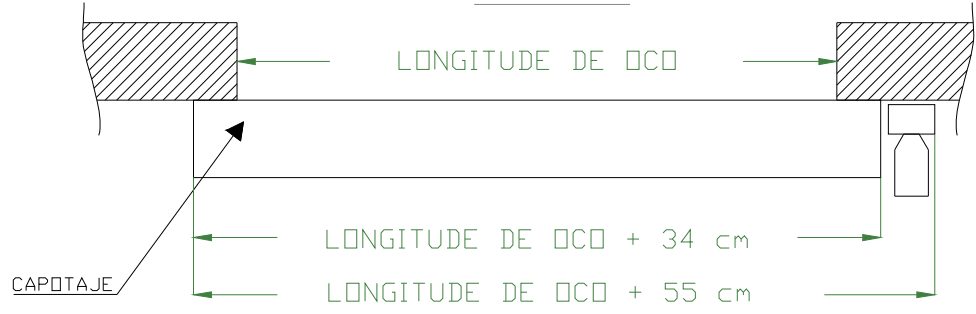 LONGITUDE DE OCO
LONGITUDE DE OCO + 34 cm
CAPOTAJE
LONGITUDE DE OCO + 55 cm